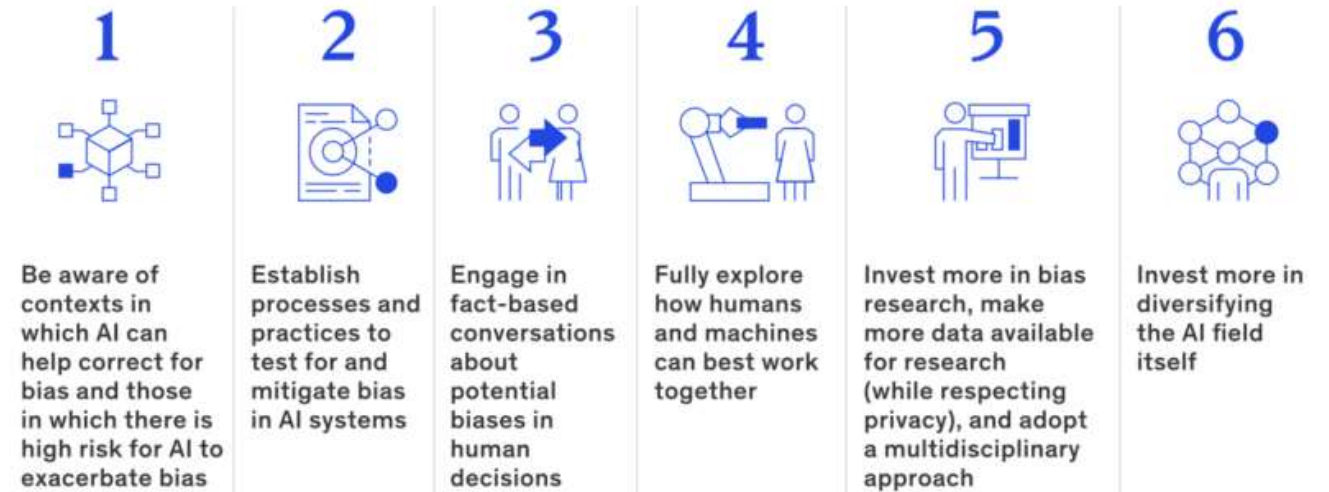 1
Be aware of
contexts in
which AI can
help correct for
bias and those
in which there is
high risk for AI to
exacerbate bias
2
Establish
processes and
practices to
test for and
mitigate bias
in AI systems
3
Engage in
fact-based
conversations
about
potential
biases in
human
decisions
4
Fully explore
how humans
and machines
can best work
together
5
Invest more in bias
research, make
more data available
for research
(while respecting
privacy), and adopt
a multidisciplinary
approach
6
Invest more in
diversifying
the AI field
itself